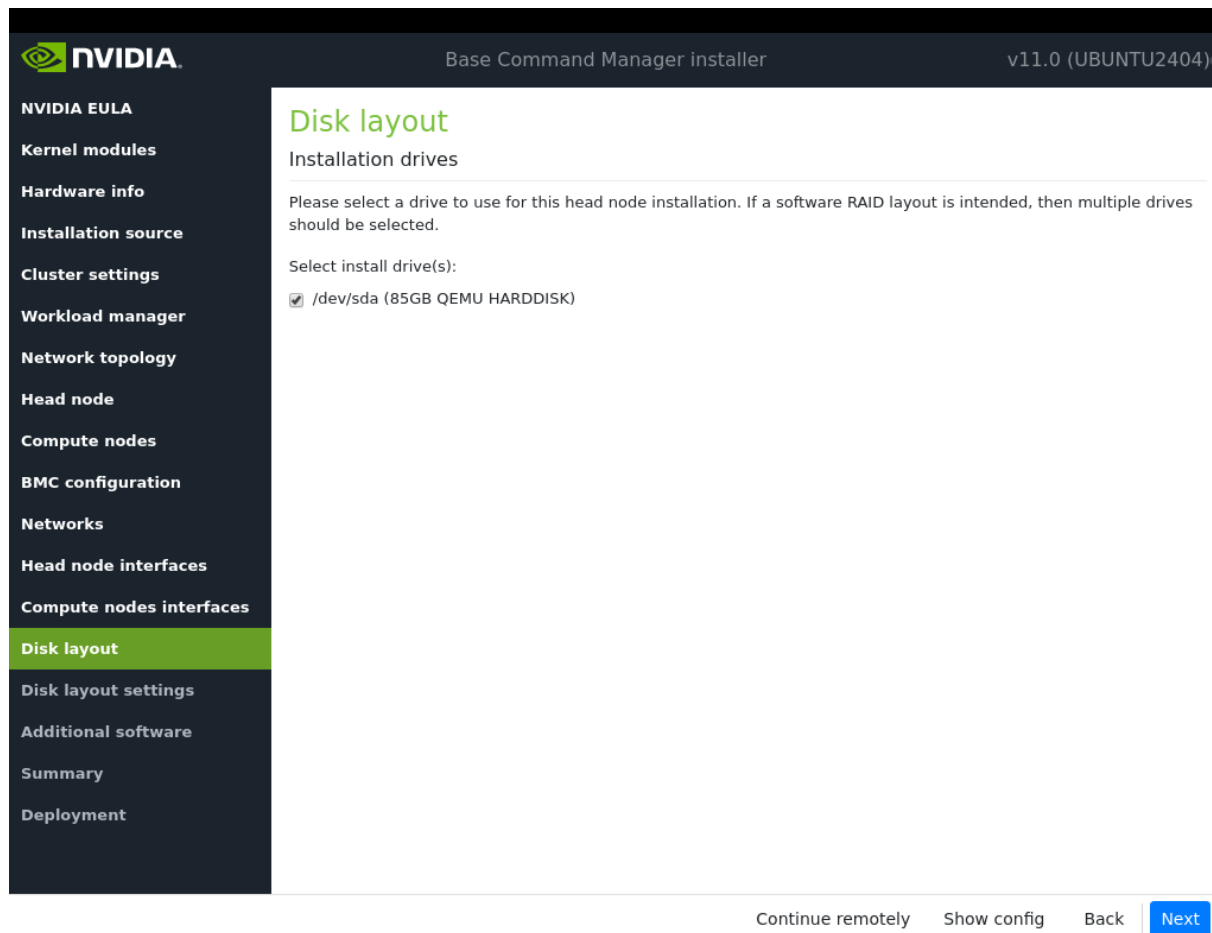 NVIDIA.
Base Command Manager installer
v11.0 (UBUNTU2404)
NVIDIA EULA
Kernel modules
Hardware info
Installation source
Cluster settings
Workload manager
Network topology
Head node
Compute nodes
BMC configuration
Networks
Head node interfaces
Compute nodes interfaces
Disk layout
Disk layout settings
Additional software
Summary
Deployment
Disk layout
Installation drives
Please select a drive to use for this head node installation. If a software RAID layout is intended, then multiple drives
should be selected.
Select install drive(s):
/dev/sda (85GB QEMU HARDDISK)
Continue remotely
Show config
Back
Next